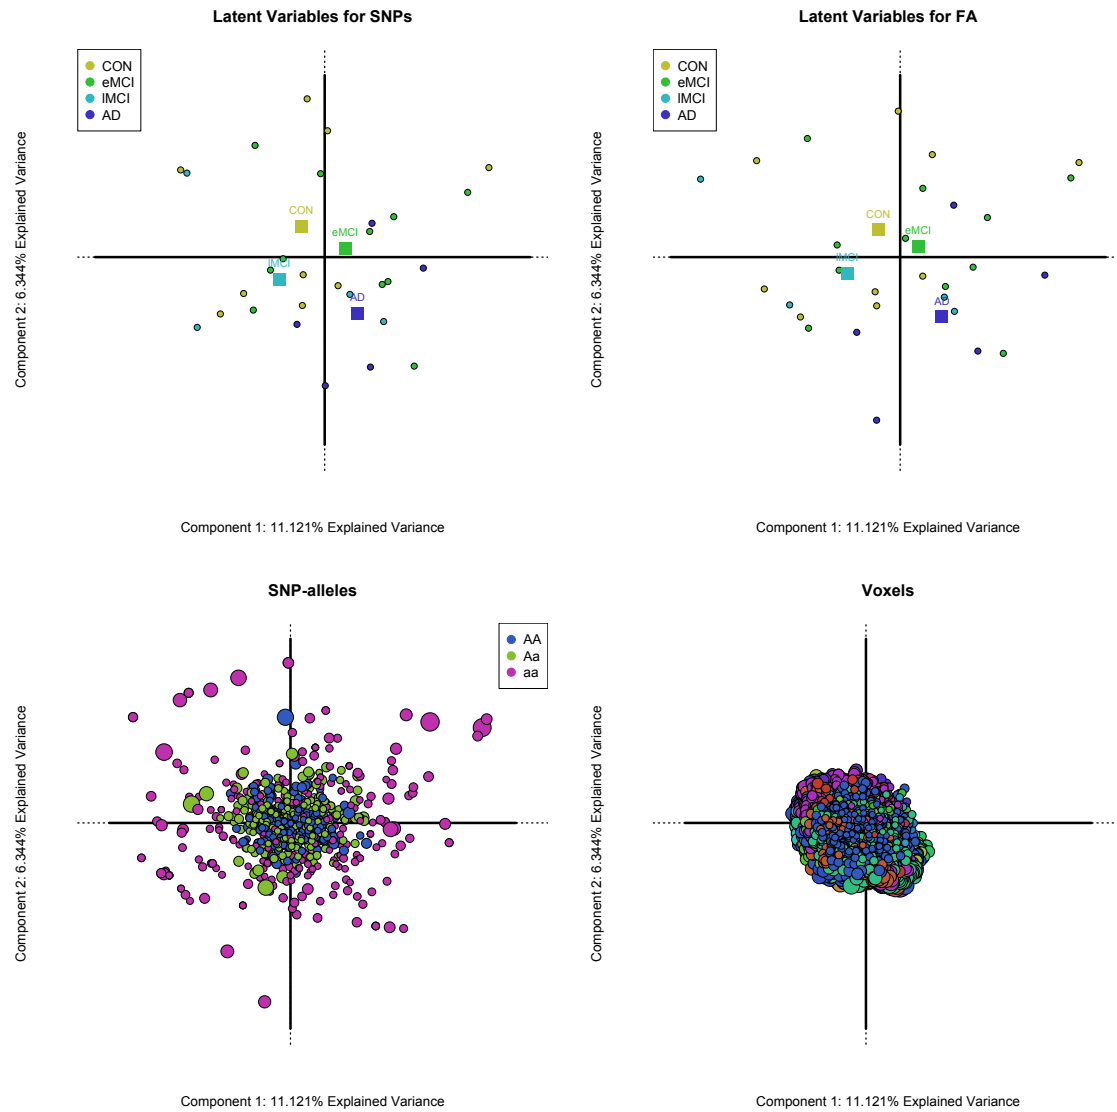 Latent Variables for SNPs
CON
eMCI
lMCI
AD
CON
eMCI
lMCI
AD
Component 2: 6.344% Explained Variance
Component 1: 11.121% Explained Variance
Latent Variables for FA
CON
eMCI
lMCI
AD
CON
eMCI
lMCI
AD
Component 2: 6.344% Explained Variance
Component 1: 11.121% Explained Variance
SNP-alleles
AA
Aa
aa
Component 2: 6.344% Explained Variance
Component 1: 11.121% Explained Variance
Voxels
Component 2: 6.344% Explained Variance
Component 1: 11.121% Explained Variance